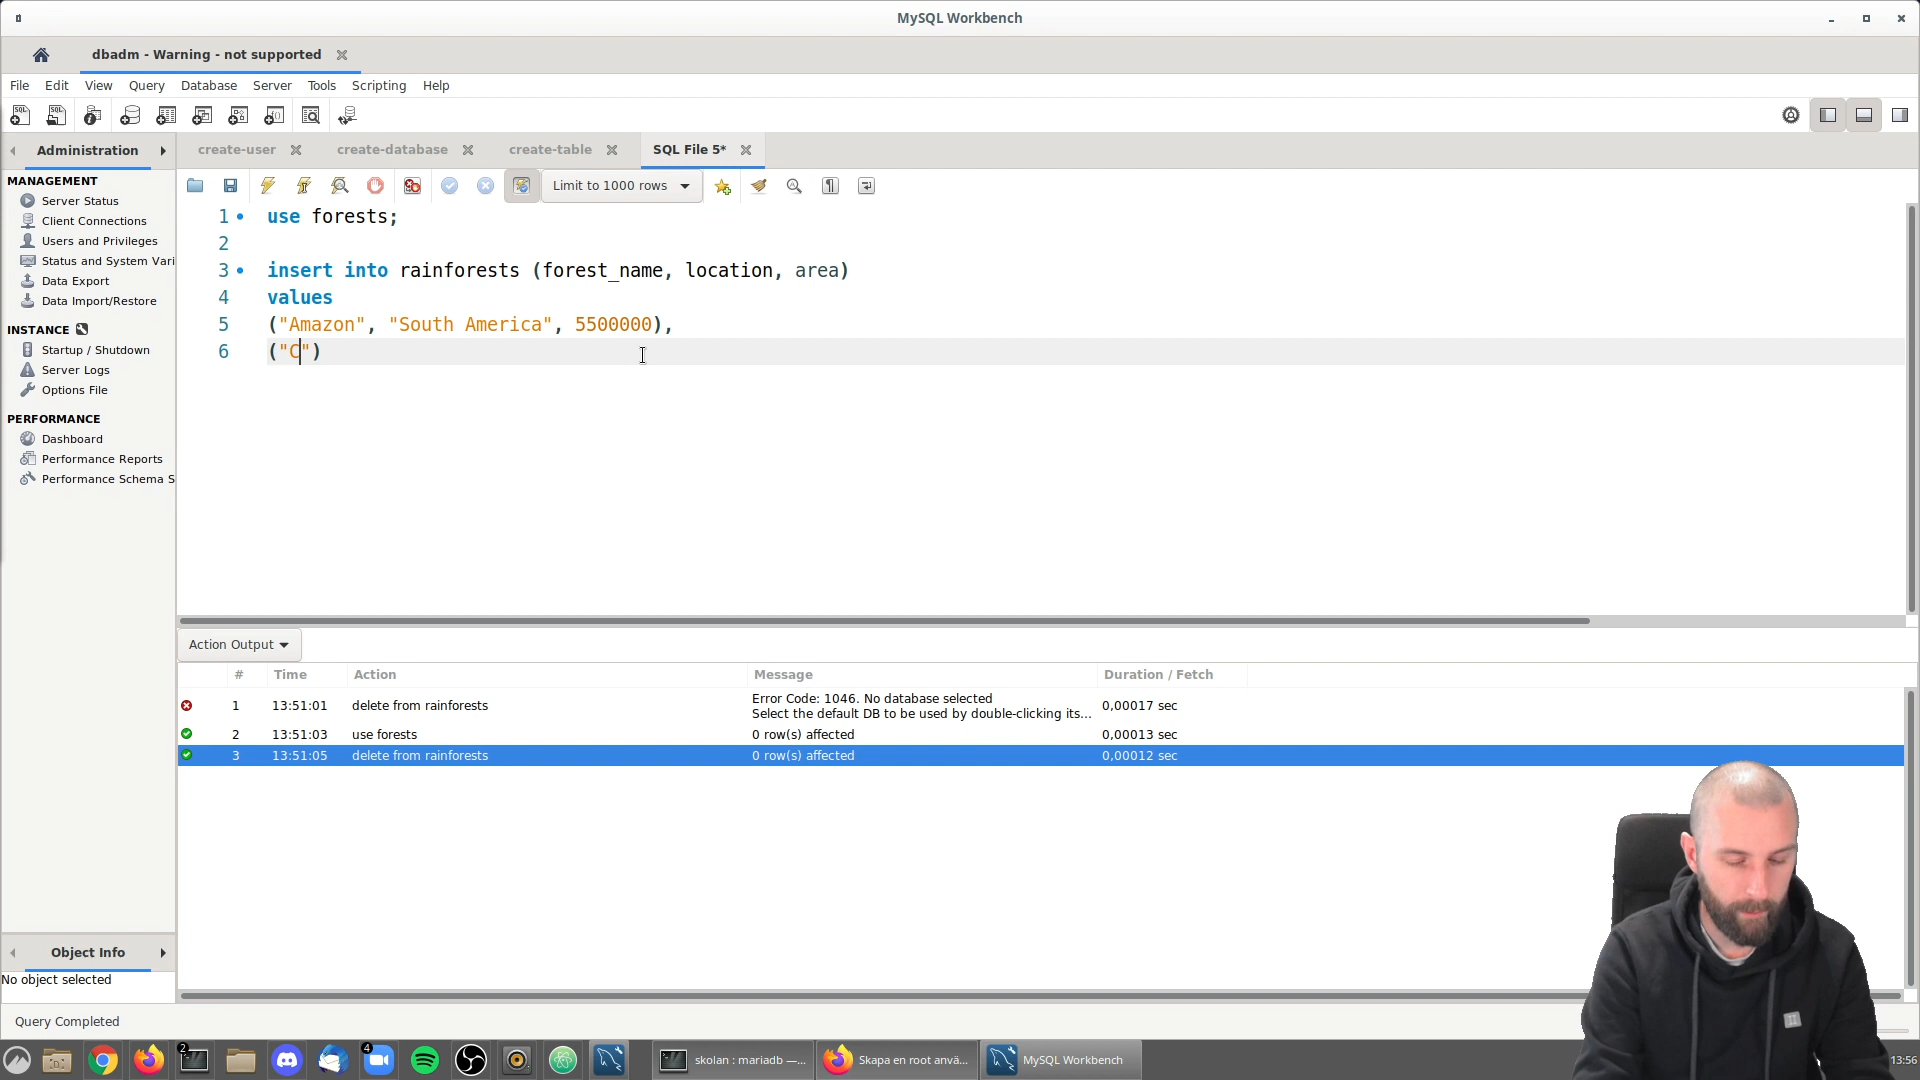 MySQL Workbench
dbadm - Warning - not supported
File Edit View Query Database Server Tools Scripting Help
Administration
create-user
create-database
create-table
SQL File 5*
MANAGEMENT
Server Status
Client Connections
Users and Privileges
Status and System Vari
Data Export
Data Import/Restore
INSTANCE
Startup / Shutdown
Server Logs
Options File
PERFORMANCE
Dashboard
Performance Reports
Performance Schema S
Limit to 1000 rows
1 use forests;
2
3 insert into rainforests (forest_name, location, area)
4 values
5 ("Amazon", "South America", 5500000),
6 ("C")
Action Output
# Time Action Message Duration / Fetch
1 13:51:01 delete from rainforests Error Code: 1046. No database selected 0,00017 sec
Select the default DB to be used by double-clicking its...
2 13:51:03 use forests 0 row(s) affected 0,00013 sec
3 13:51:05 delete from rainforests 0 row(s) affected 0,00012 sec
Object Info
No object selected
Query Completed
2
4
skolan : mariadb —...
Skapa en root anvä...
MySQL Workbench
13:56